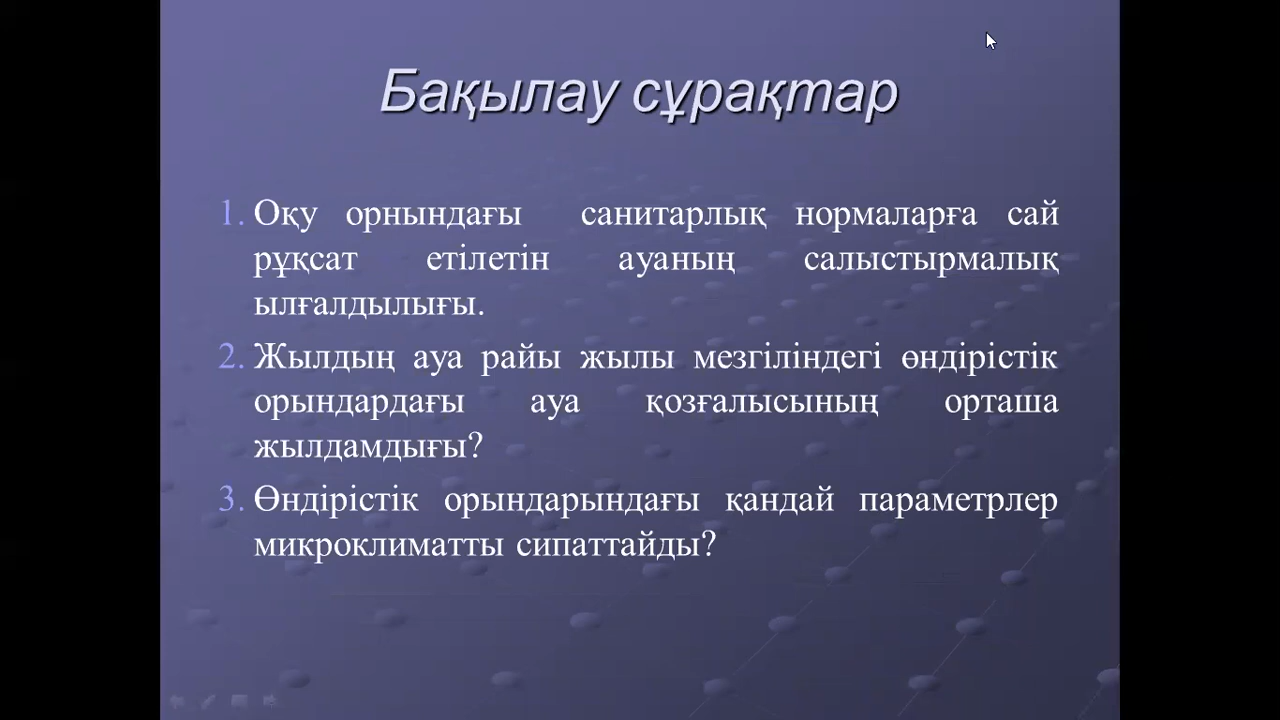 Бақылау сұрақтар
1. Оқу орнындағы санитарлық нормаларға сай
рұқсат етілетін ауаның салыстырмалық
ылғалдылығы.
2. Жылдың ауа райы жылы мезгіліндегі өндірістік
орындардағы ауа қозғалысының орташа
жылдамдығы?
3. Өндірістік орындарындағы қандай параметрлер
микроклиматты сипаттайды?